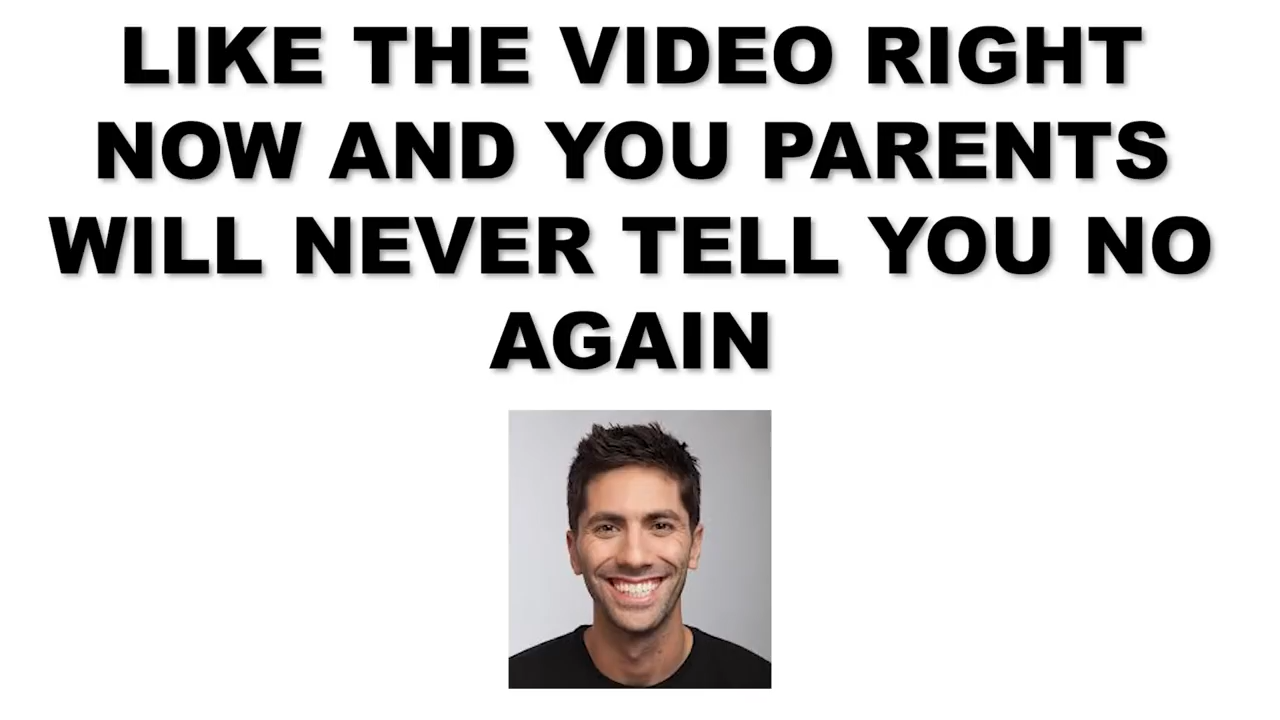 LIKE THE VIDEO RIGHT
NOW AND YOU PARENTS
WILL NEVER TELL YOU NO
AGAIN